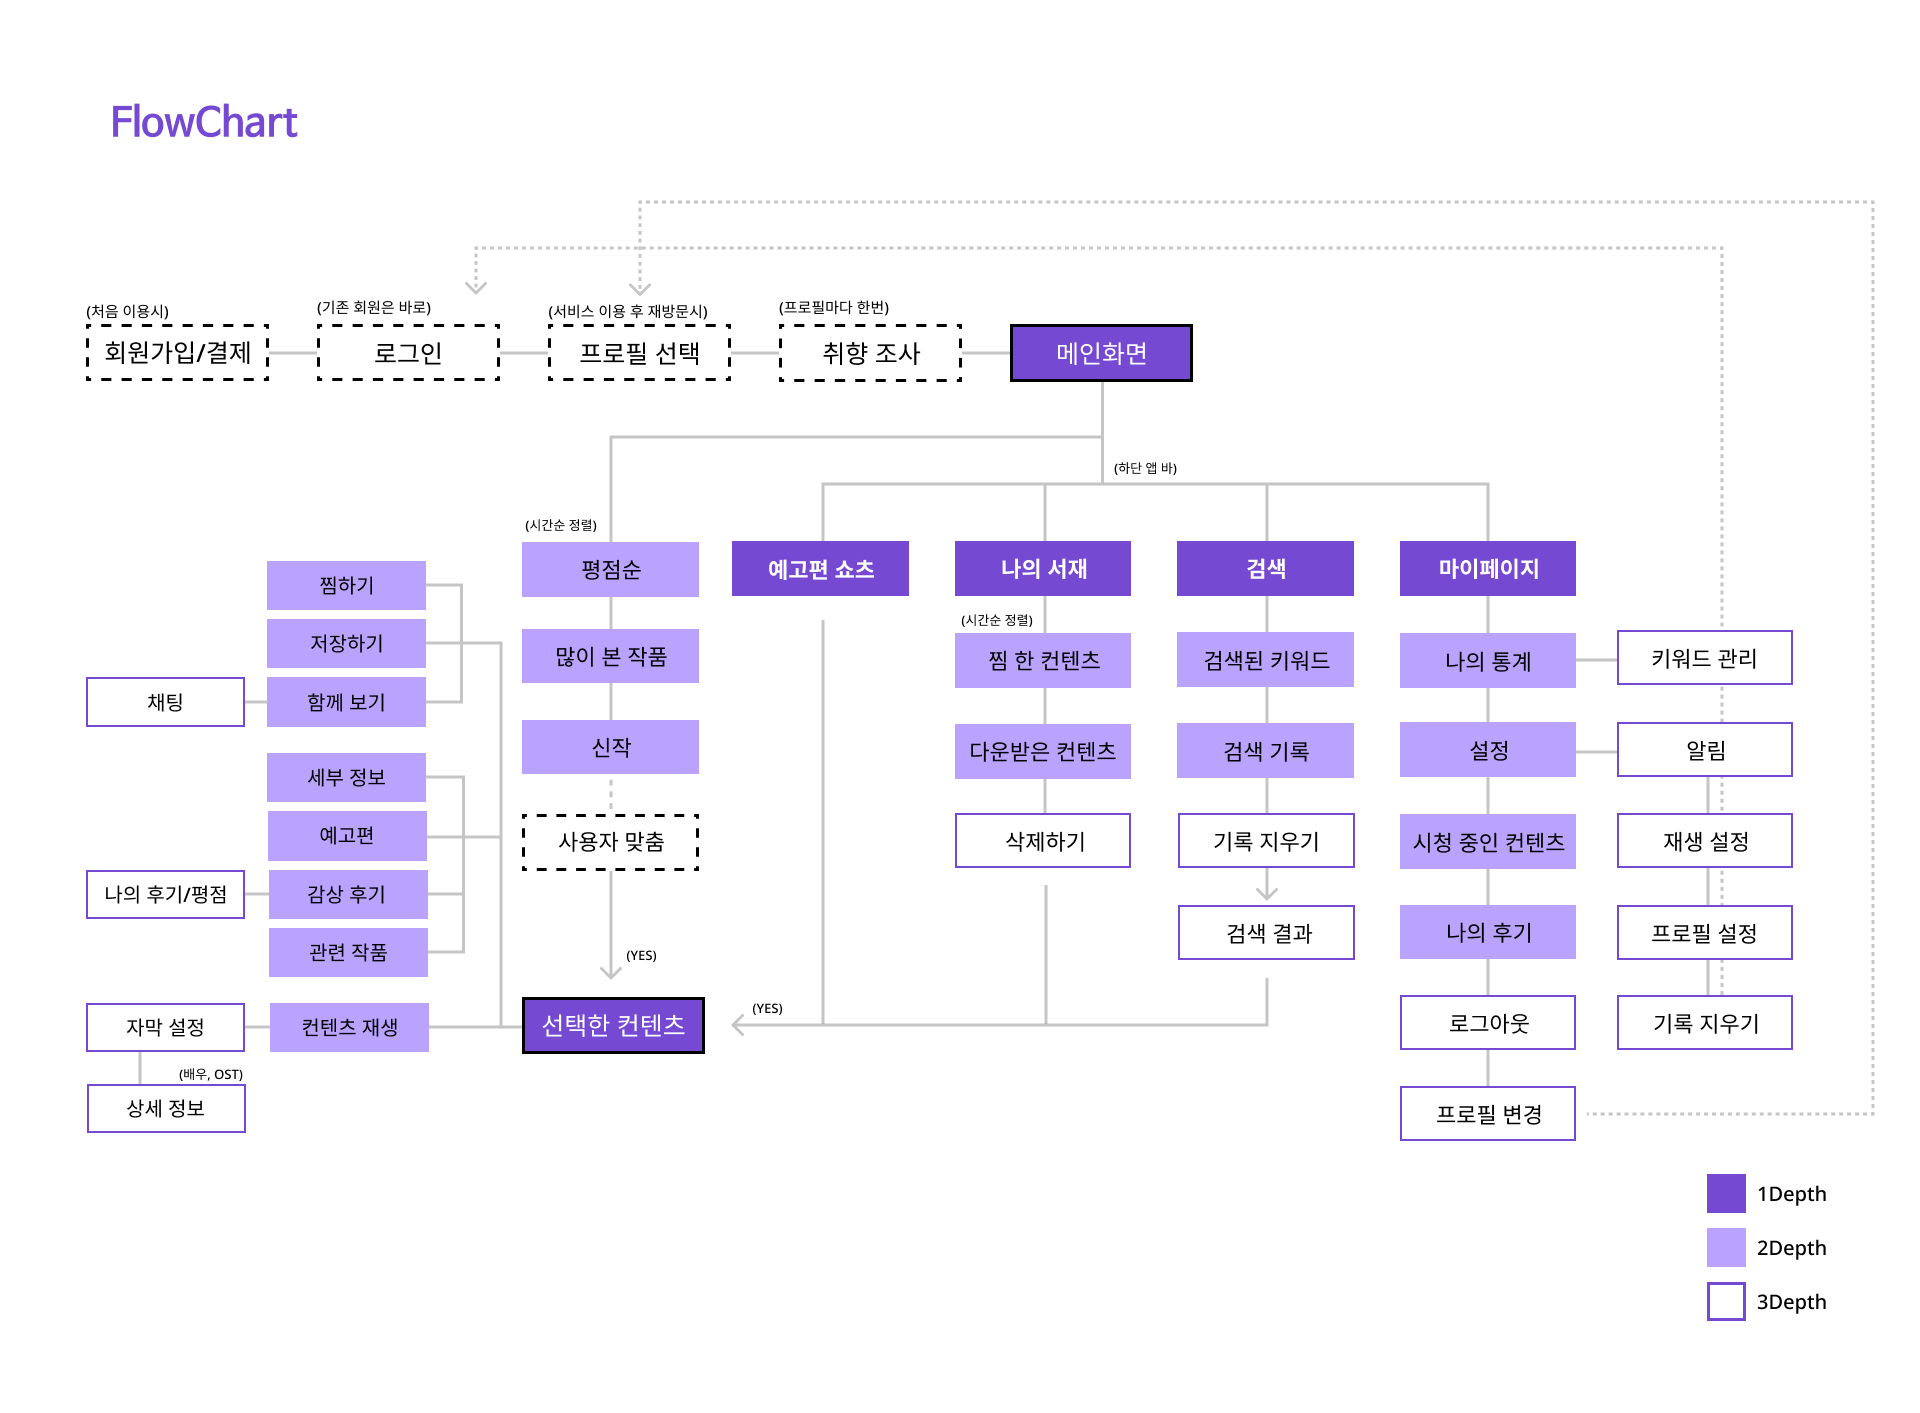 FlowChart
(처음 이용시)
회원가입/결제
(기존 회원은 바로)
로그인
(서비스 이용 후 재방문시)
프로필 선택
(프로필마다 한번)
취향 조사
메인화면
(하단 앱 바)
찜하기
저장하기
채팅
함께 보기
세부 정보
예고편
나의 후기/평점
감상 후기
관련 작품
자막 설정
컨텐츠 재생
(배우, OST)
상세 정보
(시간순 정렬)
평점순
많이 본 작품
신작
사용자 맞춤
(YES)
선택한 컨텐츠
(YES)
예고편 쇼츠
나의 서재
(시간순 정렬)
찜 한 컨텐츠
다운받은 컨텐츠
삭제하기
검색
검색된 키워드
검색 기록
기록 지우기
검색 결과
마이페이지
나의 통계
설정
시청 중인 컨텐츠
나의 후기
로그아웃
프로필 변경
키워드 관리
알림
재생 설정
프로필 설정
기록 지우기
1Depth
2Depth
3Depth